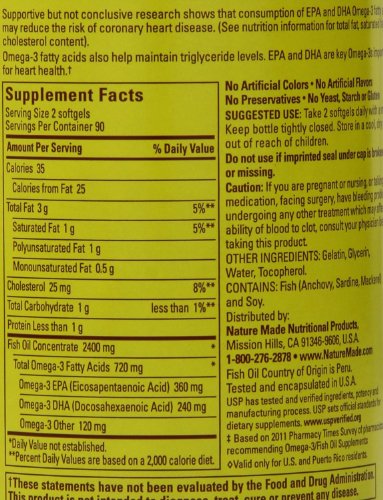 Supportive but not conclusive research shows that consumption of EPA and DHA Omega-3 fatty
may reduce the risk of coronary heart disease. (See nutrition information for total fat, saturated
cholesterol content).
Omega-3 fatty acids also help maintain triglyceride levels. EPA and DHA are key Omega-3s
for heart health.†
Supplement Facts
Serving Size 2 softgels
Servings Per Container 90
Amount Per Serving % Daily Value
Calories 35
Calories from Fat 25
Total Fat 3 g 5%**
Saturated Fat 1 g 5%**
Polyunsaturated Fat 1 g
Monounsaturated Fat 0.5 g
Cholesterol 25 mg 8%**
Total Carbohydrate 1 g less than 1%**
Protein Less than 1 g
Fish Oil Concentrate 2400 mg *
Total Omega-3 Fatty Acids 720 mg *
Omega-3 EPA (Eicosapentaenoic Acid) 360 mg
Omega-3 DHA (Docosahexaenoic Acid) 240 mg
Omega-3 Other 120 mg
*Daily Value not established.
**Percent Daily Values are based on a 2,000 calorie diet.
No Artificial Colors • No Artificial Flavors
No Preservatives • No Yeast, Starch or Gluten
SUGGESTED USE: Take 2 softgels daily with a
Keep bottle tightly closed. Store in a cool, dry
out of reach of children.
Do not use if imprinted seal under cap is broken
or missing.
Caution: If you are pregnant or nursing, or taking
medication, facing surgery, have bleeding
undergoing any other treatment which may
ability of blood to clot, consult your physician
taking this product.
OTHER INGREDIENTS: Gelatin, Glycerin,
Water, Tocopherol.
CONTAINS: Fish (Anchovy, Sardine, Mackerel)
and Soy.
Distributed by:
Nature Made Nutritional Products,
Mission Hills, CA 91346-9606, U.S.A.
1-800-276-2878 • www.NatureMade.com
Fish Oil Country of Origin is Peru.
Tested and encapsulated in U.S.A.
USP has tested and verified ingredients, potency and
manufacturing process. USP sets official standards for
dietary supplements. www.uspverified.org
‡ Based on 2011 Pharmacy Times Survey of pharmacists
recommending Omega-3/Fish Oil Supplements
◊Valid only for U.S. and Puerto Rico residents.
†These statements have not been evaluated by the Food and Drug Administration.
This product is not intended to diagnose, treat, cure or prevent any disease.